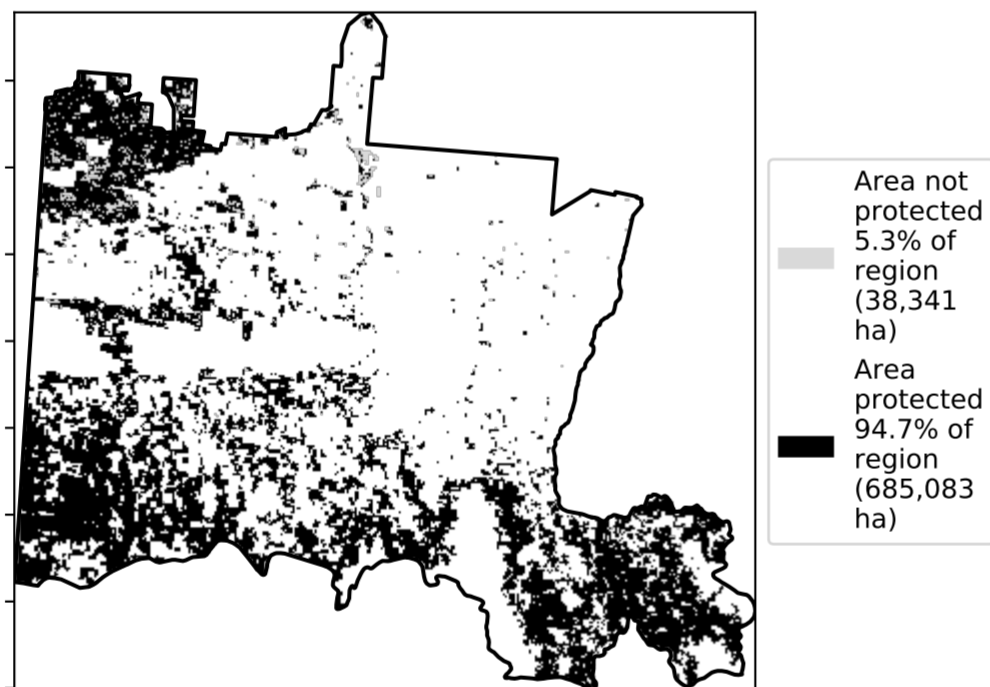 Area not
protected
5.3% of
region
(38,341
ha)
Area
protected
94.7% of
region
(685,083
ha)